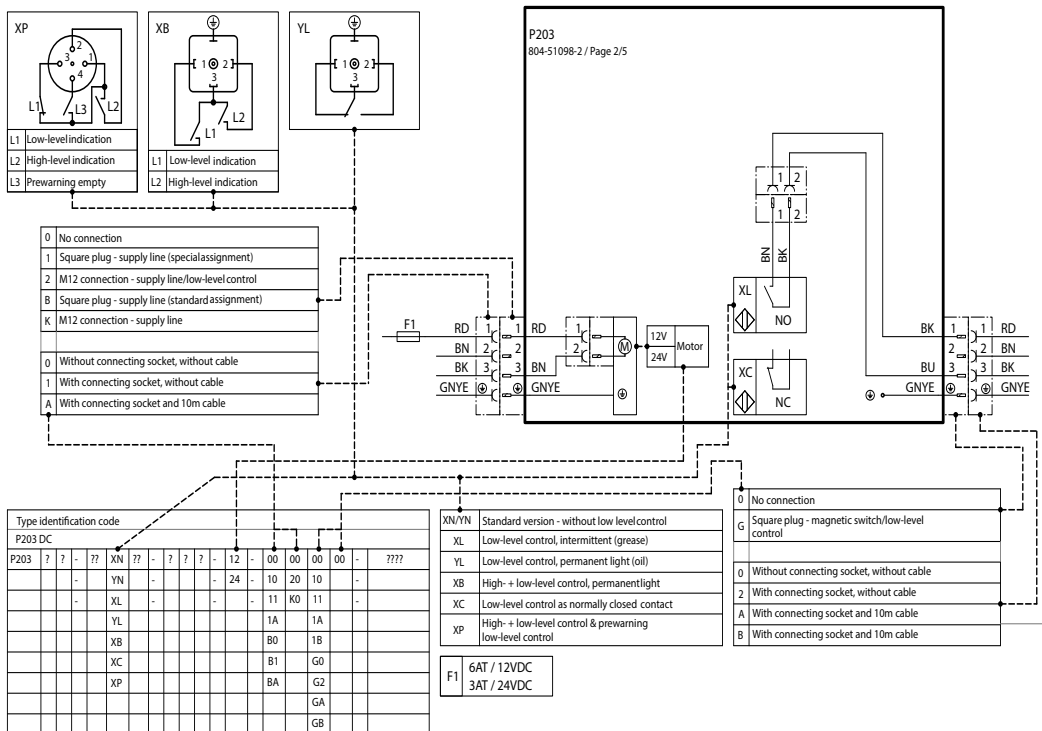 XP
2
3
1
4
L1
L3
L2
L1 Low-level indication
L2 High-level indication
L3 Prewarning empty
XB
1 2
3
L1
L2
L1 Low-level indication
L2 High-level indication
YL
1 2
3
P203
804-51098-2 / Page 2/5
1 2
1 2
BN BK
XL
NO
XC
NC
0 No connection
1 Square plug - supply line (special assignment)
2 M12 connection - supply line/low-level control
B Square plug - supply line (standard assignment)
K M12 connection - supply line
0 Without connecting socket, without cable
1 With connecting socket, without cable
A With connecting socket and 10m cable
F1
RD 1 1 RD
BN 2 2
BK 3 3 BN
GNYE GNYE
1
2
M
12V
24V
Motor
BK 1 1 RD
2 2 BN
BU 3 3 BK
GNYE GNYE
Type identification code
P203 DC
P203 ? ? - ?? XN ?? - ? ? ? - 12 - 00 00 00 00 - ????
- YN - - 24 - 10 20 10 -
- XL - - - 11 K0 11 -
YL 1A 1A
XB B0 1B
XC B1 G0
XP BA G2
GA
GB
XN/YN Standard version - without low level control
XL Low-level control, intermittent (grease)
YL Low-level control, permanent light (oil)
XB High- + low-level control, permanent light
XC Low-level control as normally closed contact
XP High- + low-level control & prewarning
low-level control
F1 6AT / 12VDC
3AT / 24VDC
0 No connection
G Square plug - magnetic switch/low-level
control
0 Without connecting socket, without cable
2 With connecting socket, without cable
A With connecting socket and 10m cable
B With connecting socket and 10m cable